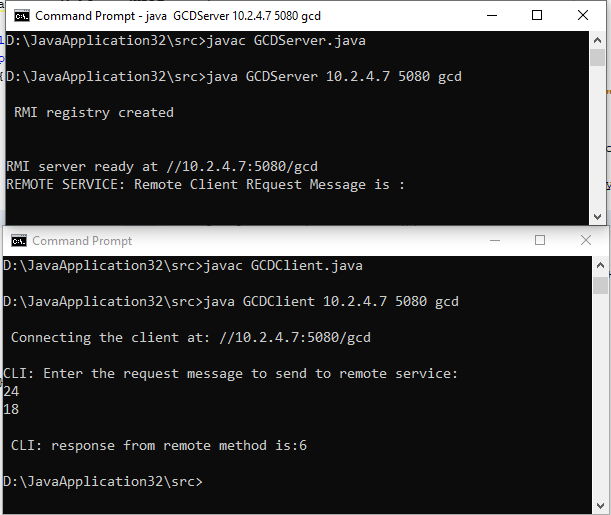 Command Prompt - java  GCDServer 10.2.4.7 5080 gcd
D:\JavaApplication32\src>javac GCDServer.java
D:\JavaApplication32\src>java GCDServer 10.2.4.7 5080 gcd
RMI registry created
RMI server ready at //10.2.4.7:5080/gcd
REMOTE SERVICE: Remote Client REquest Message is :
Command Prompt
D:\JavaApplication32\src>javac GCDClient.java
D:\JavaApplication32\src>java GCDClient 10.2.4.7 5080 gcd
Connecting the client at: //10.2.4.7:5080/gcd
CLI: Enter the request message to send to remote service:
24
18
CLI: response from remote method is:6
D:\JavaApplication32\src>